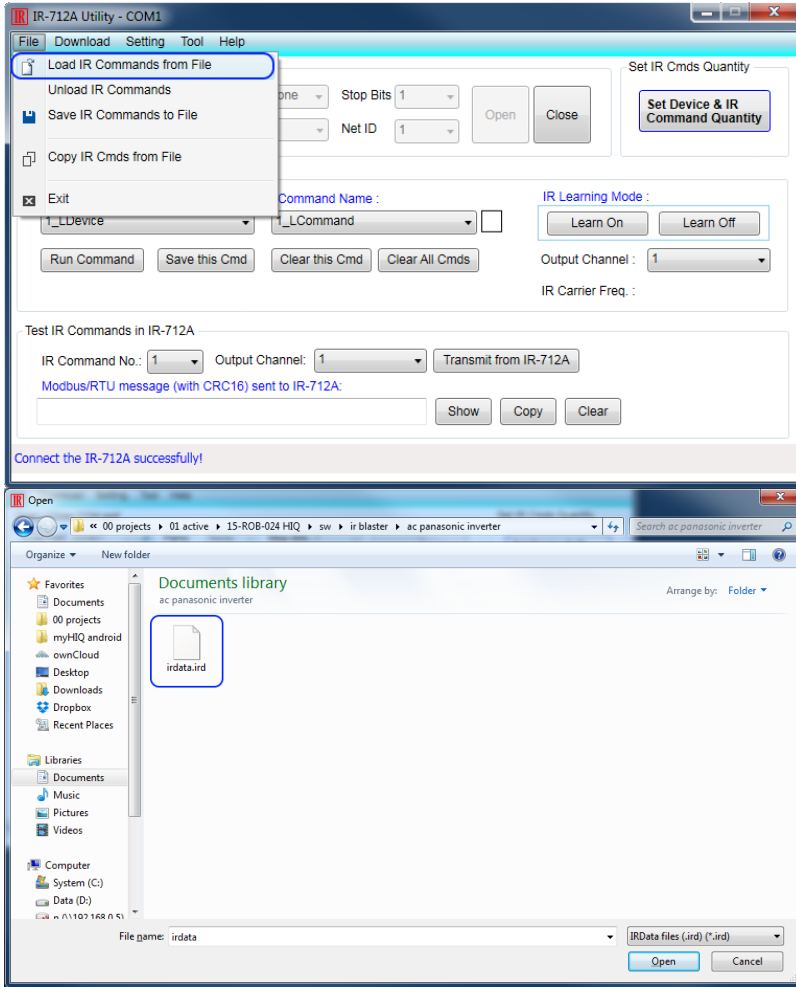 IR-712A Utility - COM1
File Download Setting Tool Help
Load IR Commands from File
Unload IR Commands
Save IR Commands to File
Copy IR Cmds from File
Exit
Set IR Cmds Quantity
one Stop Bits 1
Net ID 1
Open Close
Set Device & IR
Command Quantity
Command Name :
IR Learning Mode :
1_LDevice 1_LCommand
Learn On Learn Off
Run Command Save this Cmd Clear this Cmd Clear All Cmds
Output Channel : 1
IR Carrier Freq. :
Test IR Commands in IR-712A
IR Command No.: 1 Output Channel: 1 Transmit from IR-712A
Modbus/RTU message (with CRC16) sent to IR-712A:
Show Copy Clear
Connect the IR-712A successfully!
Open
« 00 projects 01 active 15-ROB-024 HIQ sw ir blaster ac panasonic inverter Search ac panasonic inverter
Organize New folder
Favorites
Documents
00 projects
myHIQ android
ownCloud
Desktop
Downloads
Dropbox
Recent Places
Libraries
Documents
Music
Pictures
Videos
Computer
System (C:)
Data (D:)
Documents library
ac panasonic inverter
Arrange by: Folder
irdata.ird
File name: irdata IRData files (.ird) (*.ird)
Open Cancel